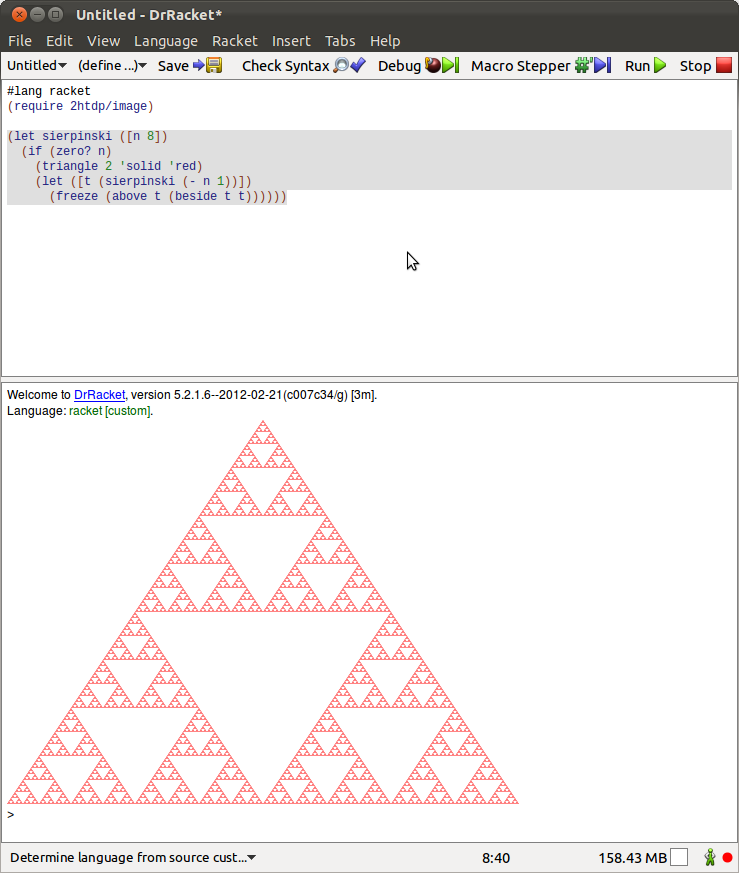 Untitled - DrRacket*
File Edit View Language Racket Insert Tabs Help
Untitled (define ...) Save Check Syntax Debug Macro Stepper Run Stop
#lang racket
(require 2htdp/image)
(let sierpinski ([n 8])
  (if (zero? n)
    (triangle 2 'solid 'red)
    (let ([t (sierpinski (- n 1))])
      (freeze (above t (beside t t))))))
Welcome to DrRacket, version 5.2.1.6--2012-02-21(c007c34/g) [3m].
Language: racket [custom].
>
Determine language from source cust... 8:40 158.43 MB